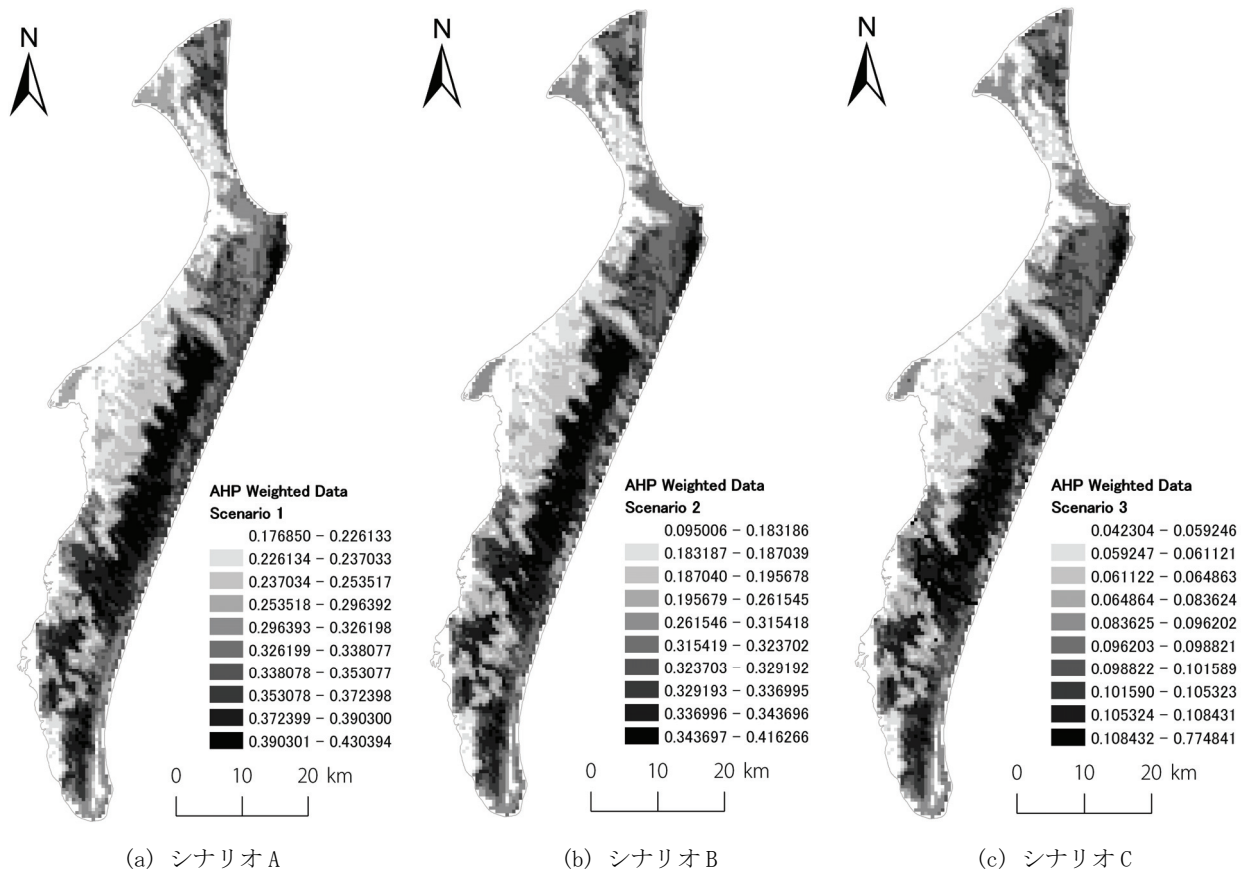 N
AHP Weighted Data
Scenario 1
0.176850 – 0.226133
0.226134 – 0.237033
0.237034 – 0.253517
0.253518 – 0.296392
0.296393 – 0.326198
0.326199 – 0.338077
0.338078 – 0.353077
0.353078 – 0.372398
0.372399 – 0.390300
0.390301 – 0.430394
0 10 20 km
(a) シナリオ A
N
AHP Weighted Data
Scenario 2
0.095006 – 0.183186
0.183187 – 0.187039
0.187040 – 0.195678
0.195679 – 0.261545
0.261546 – 0.315418
0.315419 – 0.323702
0.323703 – 0.329192
0.329193 – 0.336995
0.336996 – 0.343696
0.343697 – 0.416266
0 10 20 km
(b) シナリオ B
N
AHP Weighted Data
Scenario 3
0.042304 – 0.059246
0.059247 – 0.061121
0.061122 – 0.064863
0.064864 – 0.083624
0.083625 – 0.096202
0.096203 – 0.098821
0.098822 – 0.101589
0.101590 – 0.105323
0.105324 – 0.108431
0.108432 – 0.774841
0 10 20 km
(c) シナリオ C